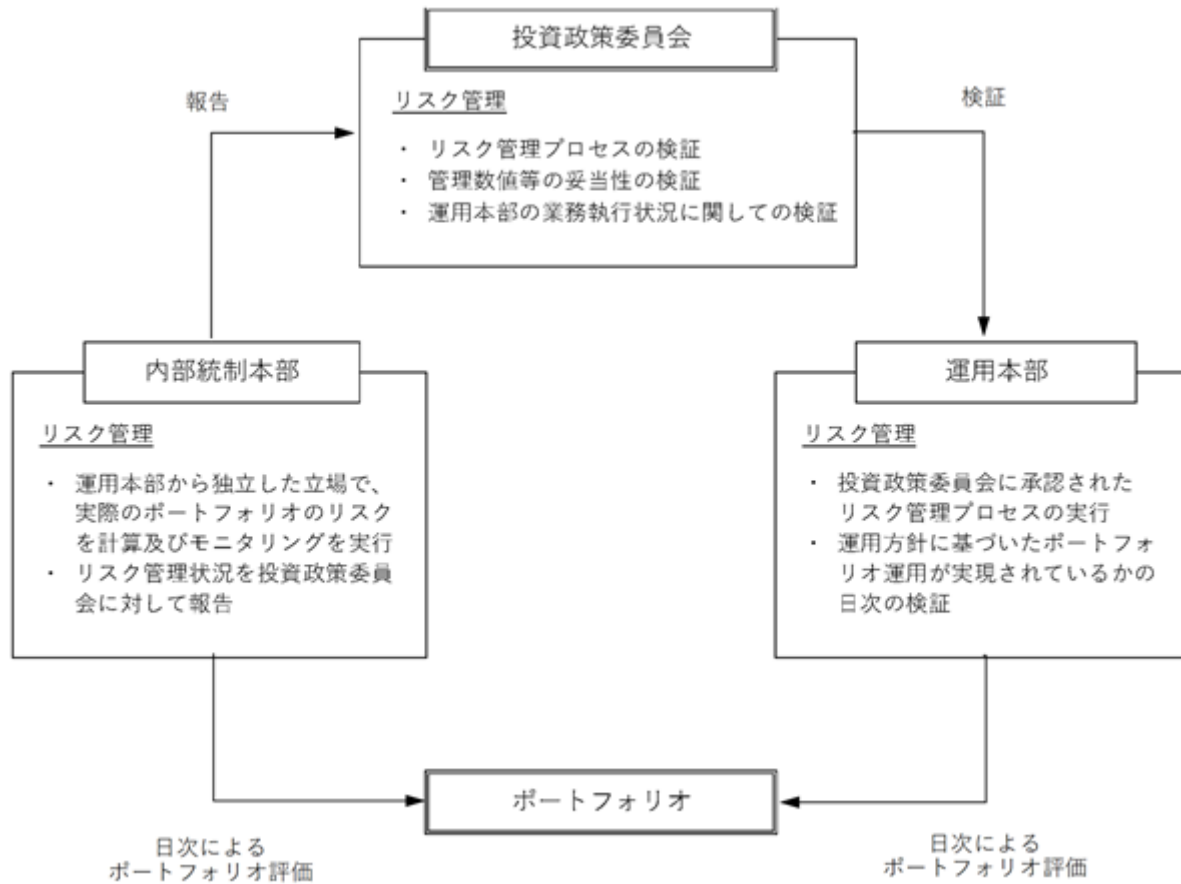 投資政策委員会
報告
検証
リスク管理
・ リスク管理プロセスの検証
・ 管理数値等の妥当性の検証
・ 運用本部の業務執行状況に関しての検証
内部統制本部
リスク管理
・ 運用本部から独立した立場で、
実際のポートフォリオのリスク
を計算及びモニタリングを実行
・ リスク管理状況を投資政策委員
会に対して報告
運用本部
リスク管理
・ 投資政策委員会に承認された
リスク管理プロセスの実行
・ 運用方針に基づいたポートフォ
リオ運用が実現されているかの
日次の検証
ポートフォリオ
日次による
ポートフォリオ評価
日次による
ポートフォリオ評価